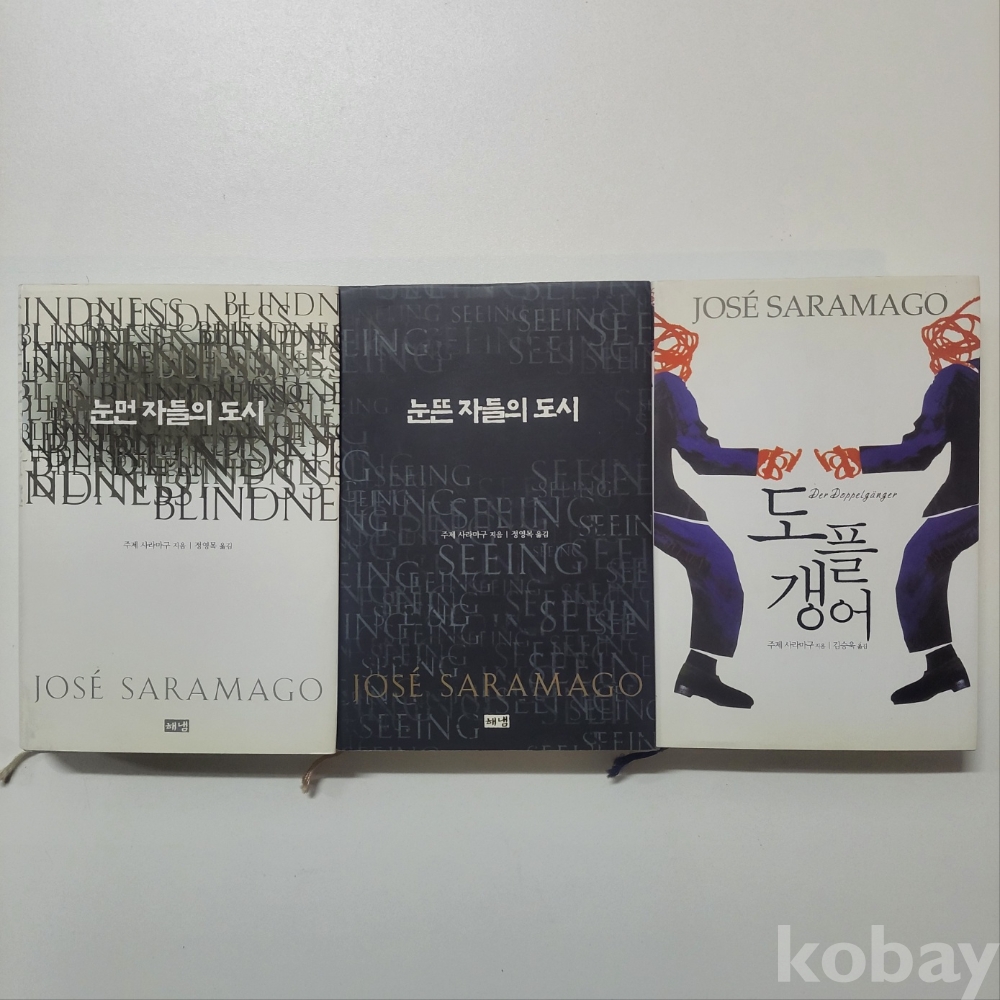 BLINDNESS
눈먼 자들의 도시
주제 사라마구 지음 | 정영목 옮김
JOSÉ SARAMAGO
해냄
SEEING
눈뜬 자들의 도시
주제 사라마구 지음 | 정영목 옮김
SEEING
JOSÉ SARAMAGO
해냄
JOSÉ SARAMAGO
Der Doppelgänger
도플
갱어
주제 사라마구 지음 | 김승욱 옮김
kobay